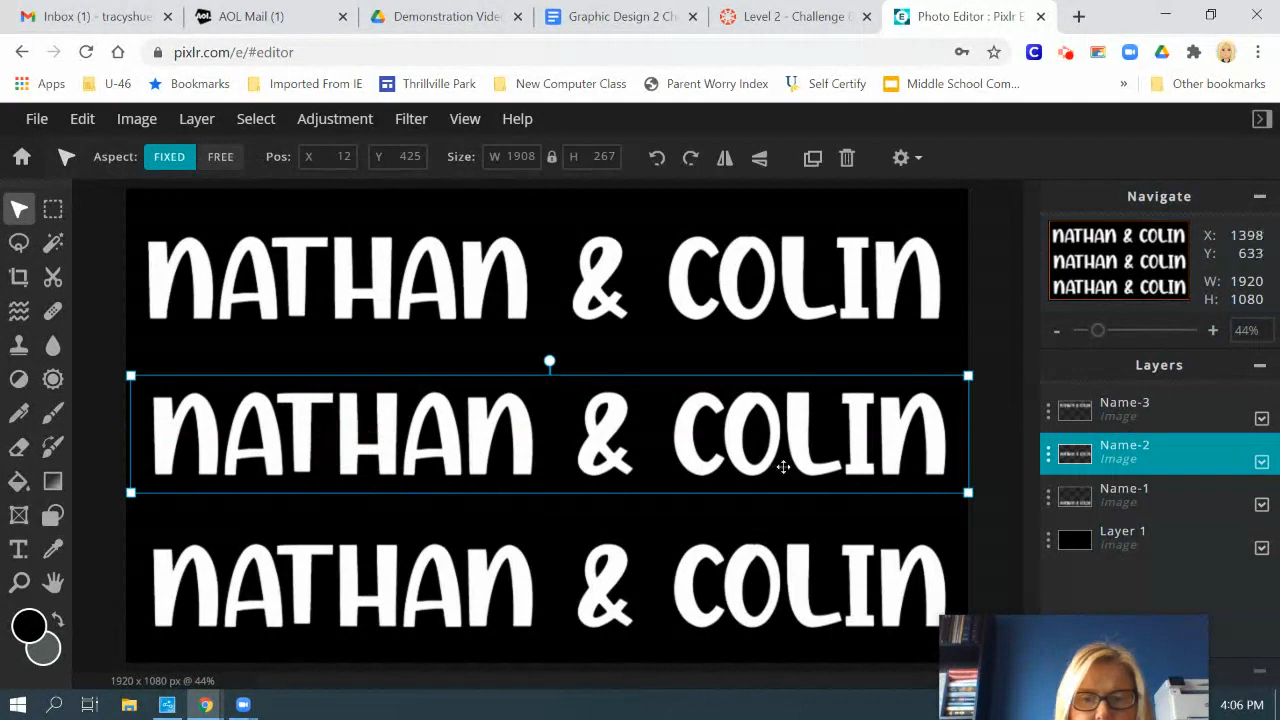 Inbox (1) - travshus
AOL Mail (1)
Demonstration Vide
Graphic Design 2 Ch
Level 2 - Challenge C
Photo Editor : Pixlr E
pixlr.com/e/#editor
Apps
U-46
Bookmarks
Imported From IE
Thrillville Park
New Computer Class
Parent Worry Index
Self Certify
Middle School Com...
»
Other bookmarks
File Edit Image Layer Select Adjustment Filter View Help
Aspect: FIXED FREE Pos: X 12 Y 425 Size: W 1908 H 267
NATHAN & COLIN
NATHAN & COLIN
NATHAN & COLIN
Navigate
NATHAN & COLIN
NATHAN & COLIN
NATHAN & COLIN
X: 1398
Y: 633
W: 1920
H: 1080
44%
Layers
Name-3
Image
Name-2
Image
Name-1
Image
Layer 1
Image
1920 x 1080 px @ 44%
4:06 PM